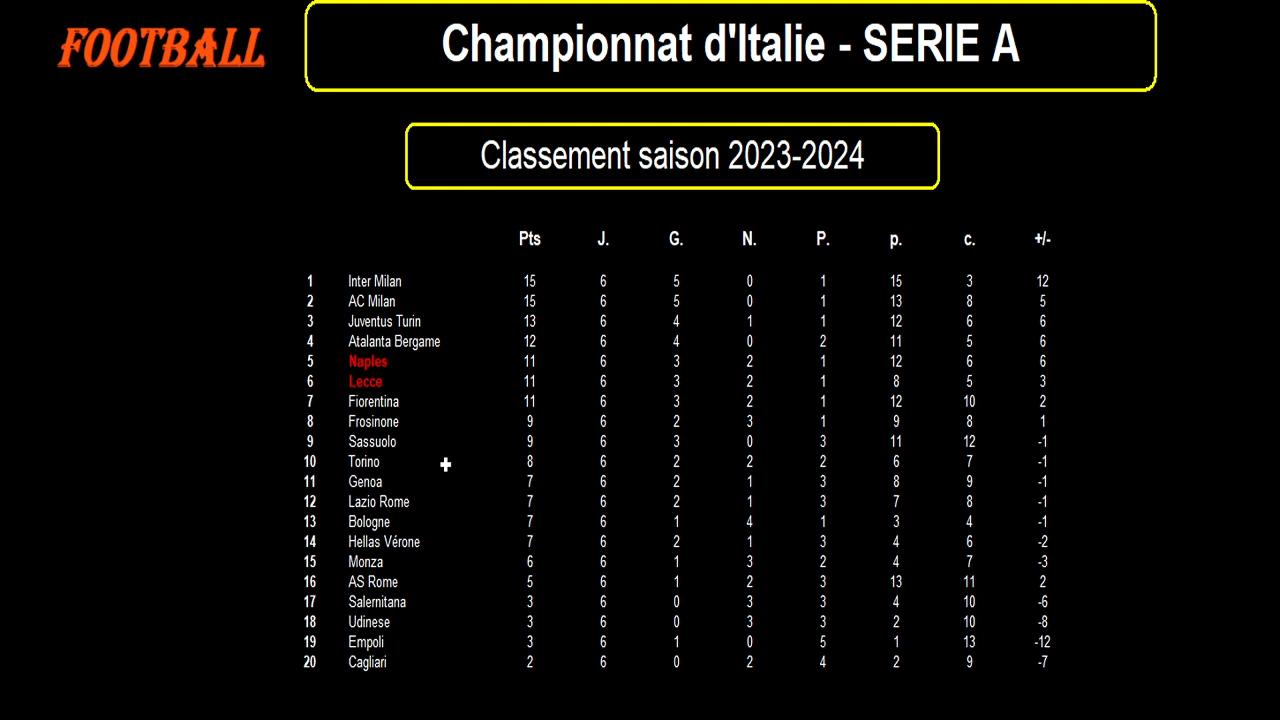 FOOTBALL
Championnat d'Italie - SERIE A
Classement saison 2023-2024
Pts J. G. N. P. p. c. +/-
1 Inter Milan 15 6 5 0 1 15 3 12
2 AC Milan 15 6 5 0 1 13 8 5
3 Juventus Turin 13 6 4 1 1 12 6 6
4 Atalanta Bergame 12 6 4 0 2 11 5 6
5 Naples 11 6 3 2 1 12 6 6
6 Lecce 11 6 3 2 1 8 5 3
7 Fiorentina 11 6 3 2 1 12 10 2
8 Frosinone 9 6 2 3 1 9 8 1
9 Sassuolo 9 6 3 0 3 11 12 -1
10 Torino 8 6 2 2 2 6 7 -1
11 Genoa 7 6 2 1 3 8 9 -1
12 Lazio Rome 7 6 2 1 3 7 8 -1
13 Bologne 7 6 1 4 1 3 4 -1
14 Hellas Vérone 7 6 2 1 3 4 6 -2
15 Monza 6 6 1 3 2 4 7 -3
16 AS Rome 5 6 1 2 3 13 11 2
17 Salernitana 3 6 0 3 3 4 10 -6
18 Udinese 3 6 0 3 3 2 10 -8
19 Empoli 3 6 1 0 5 1 13 -12
20 Cagliari 2 6 0 2 4 2 9 -7